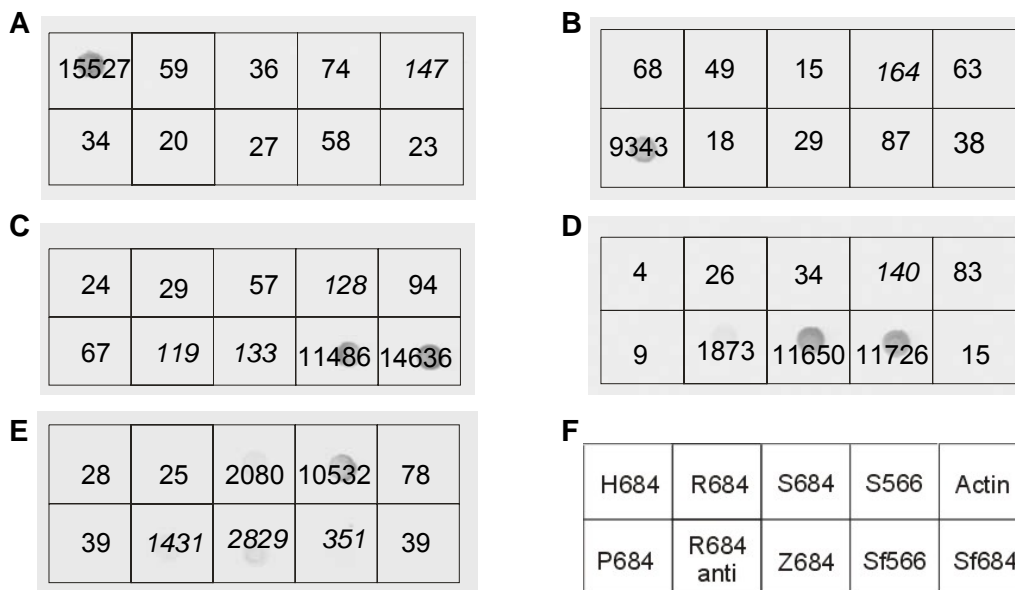 A
15527 59 36 74 147
34 20 27 58 23
B
68 49 15 164 63
9343 18 29 87 38
C
24 29 57 128 94
67 119 133 11486 14636
D
4 26 34 140 83
9 1873 11650 11726 15
E
28 25 2080 10532 78
39 1431 2829 351 39
F
H684 R684 S684 S566 Actin
P684 R684 anti Z684 Sf566 Sf684